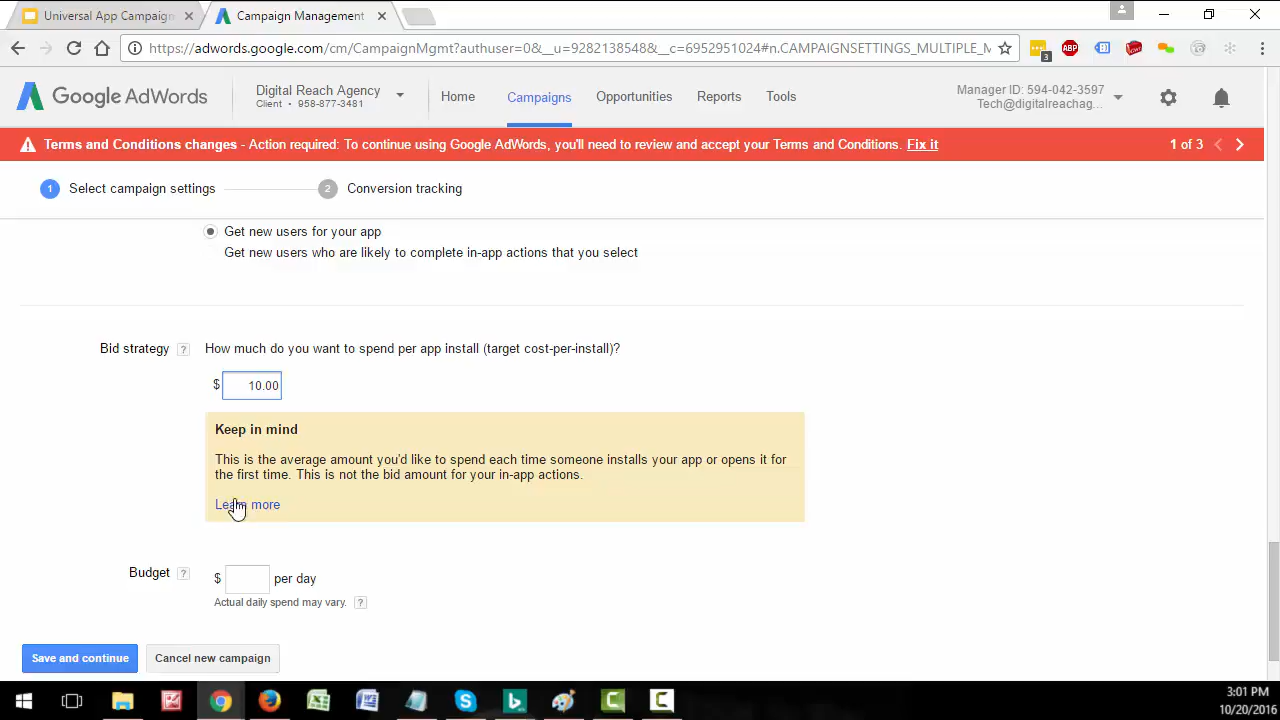 Universal App Campaign
Campaign Management
https://adwords.google.com/cm/CampaignMgmt?authuser=0&__u=9282138548&__c=6952951024#n.CAMPAIGNSETTINGS_MULTIPLE_M
3
ABP
Google AdWords
Digital Reach Agency
Client • 958-877-3481
Home
Campaigns
Opportunities
Reports
Tools
Manager ID: 594-042-3597
Tech@digitalreachag...
Terms and Conditions changes - Action required: To continue using Google AdWords, you'll need to review and accept your Terms and Conditions. Fix it
1 of 3
1 Select campaign settings
2 Conversion tracking
Get new users for your app
Get new users who are likely to complete in-app actions that you select
Bid strategy ? How much do you want to spend per app install (target cost-per-install)?
$ 10.00
Keep in mind
This is the average amount you'd like to spend each time someone installs your app or opens it for
the first time. This is not the bid amount for your in-app actions.
Learn more
Budget ? $ per day
Actual daily spend may vary. ?
Save and continue
Cancel new campaign
3:01 PM
10/20/2016